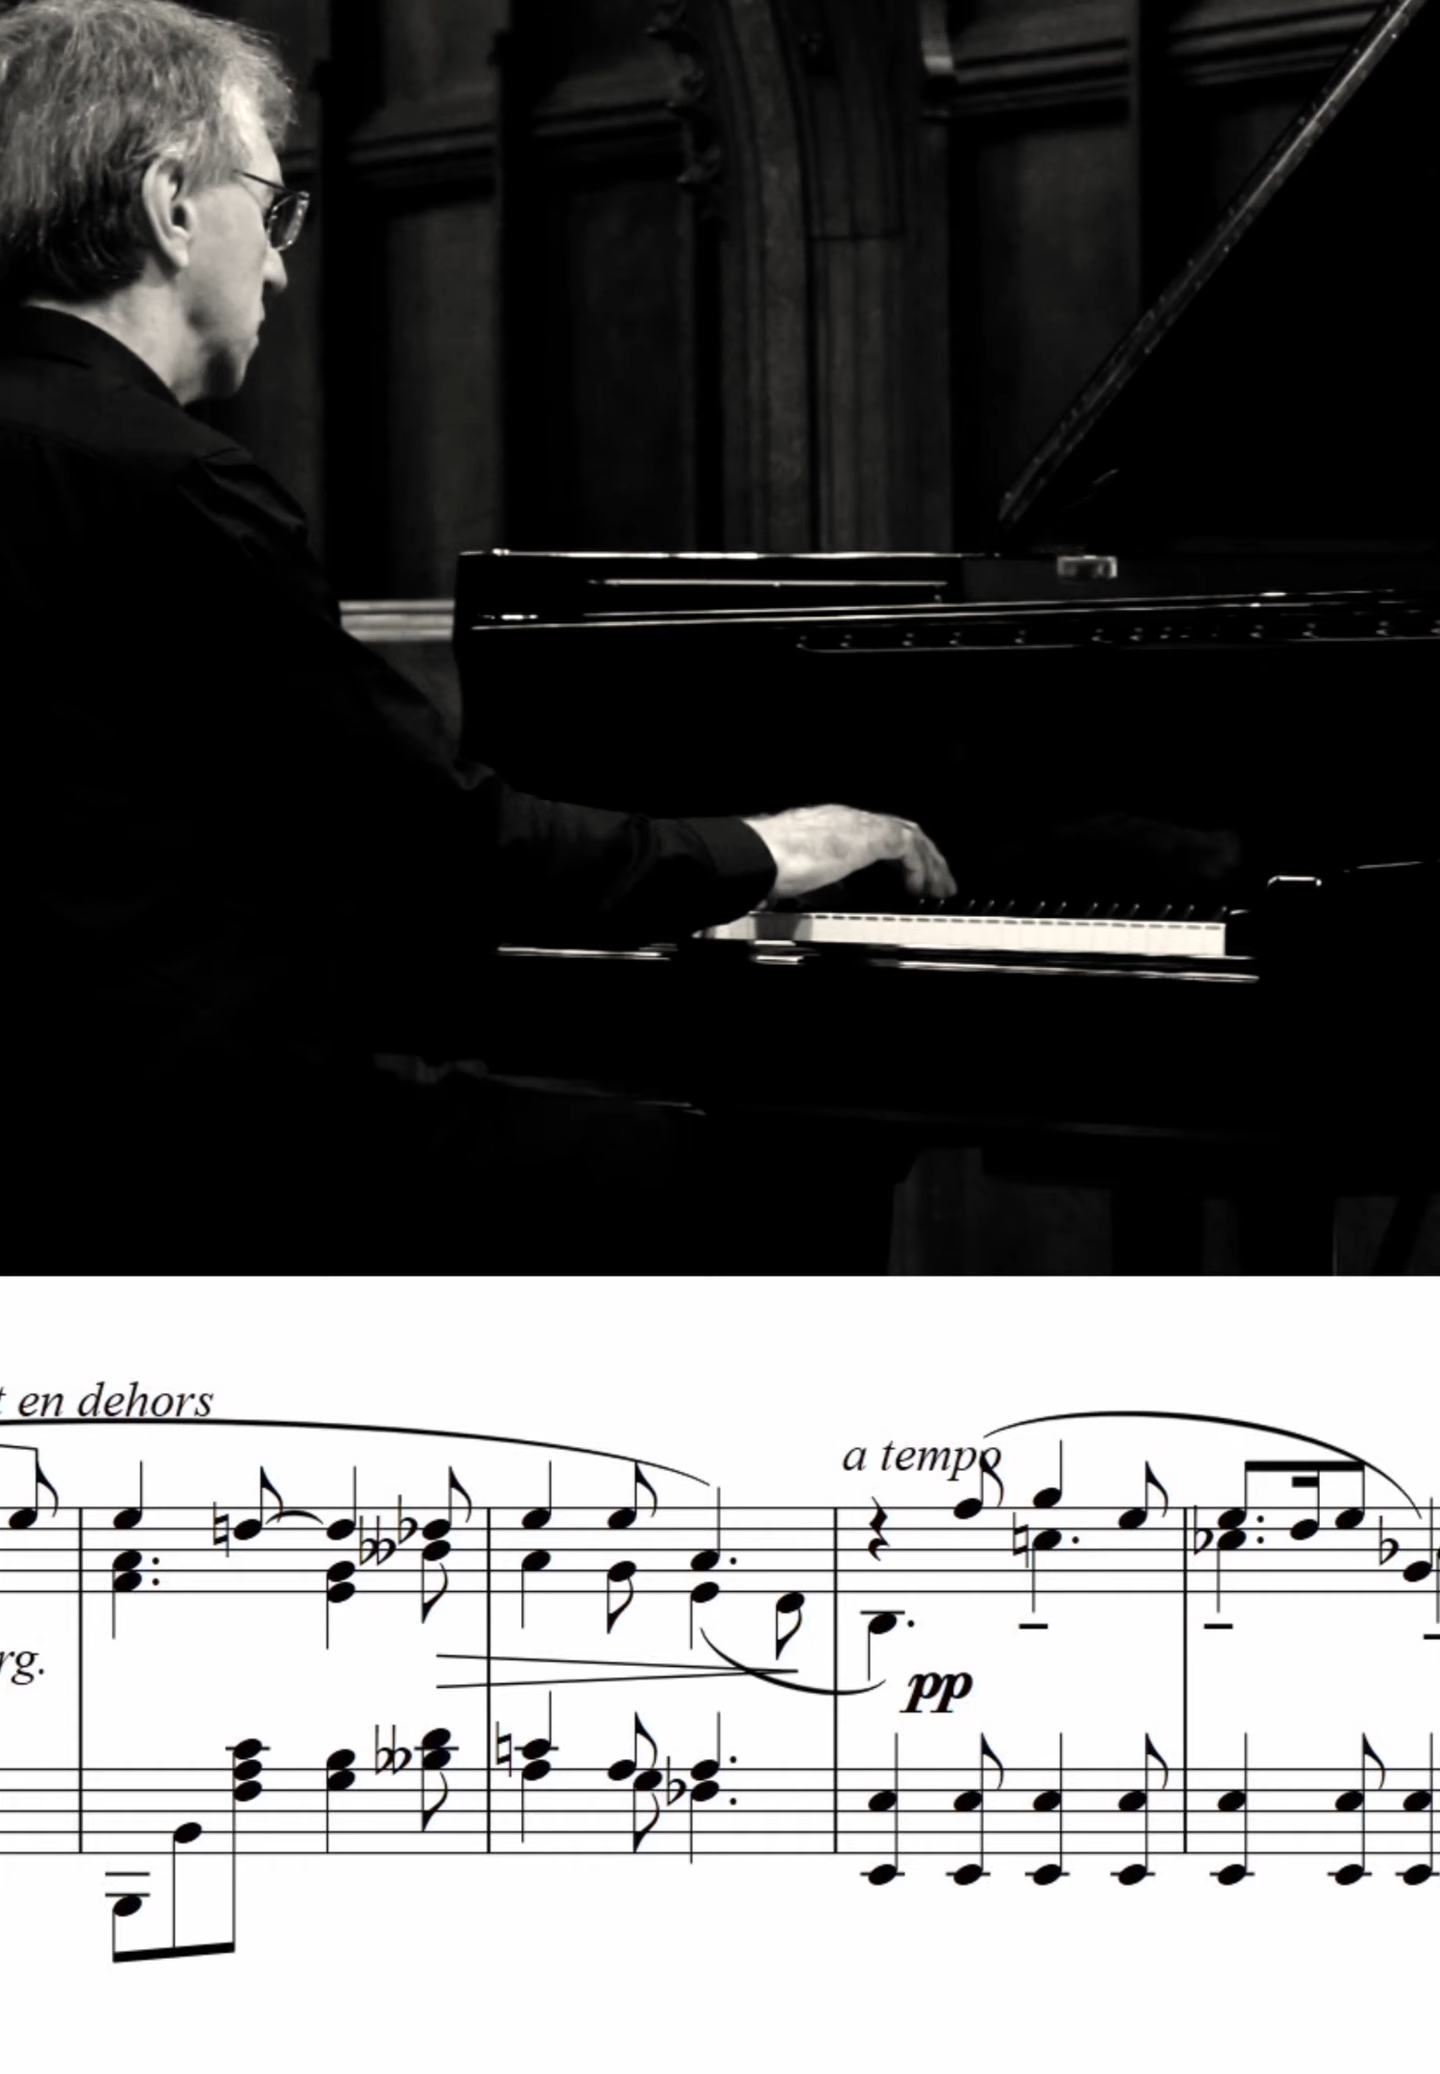 t en dehors
a tempo
rg.
pp